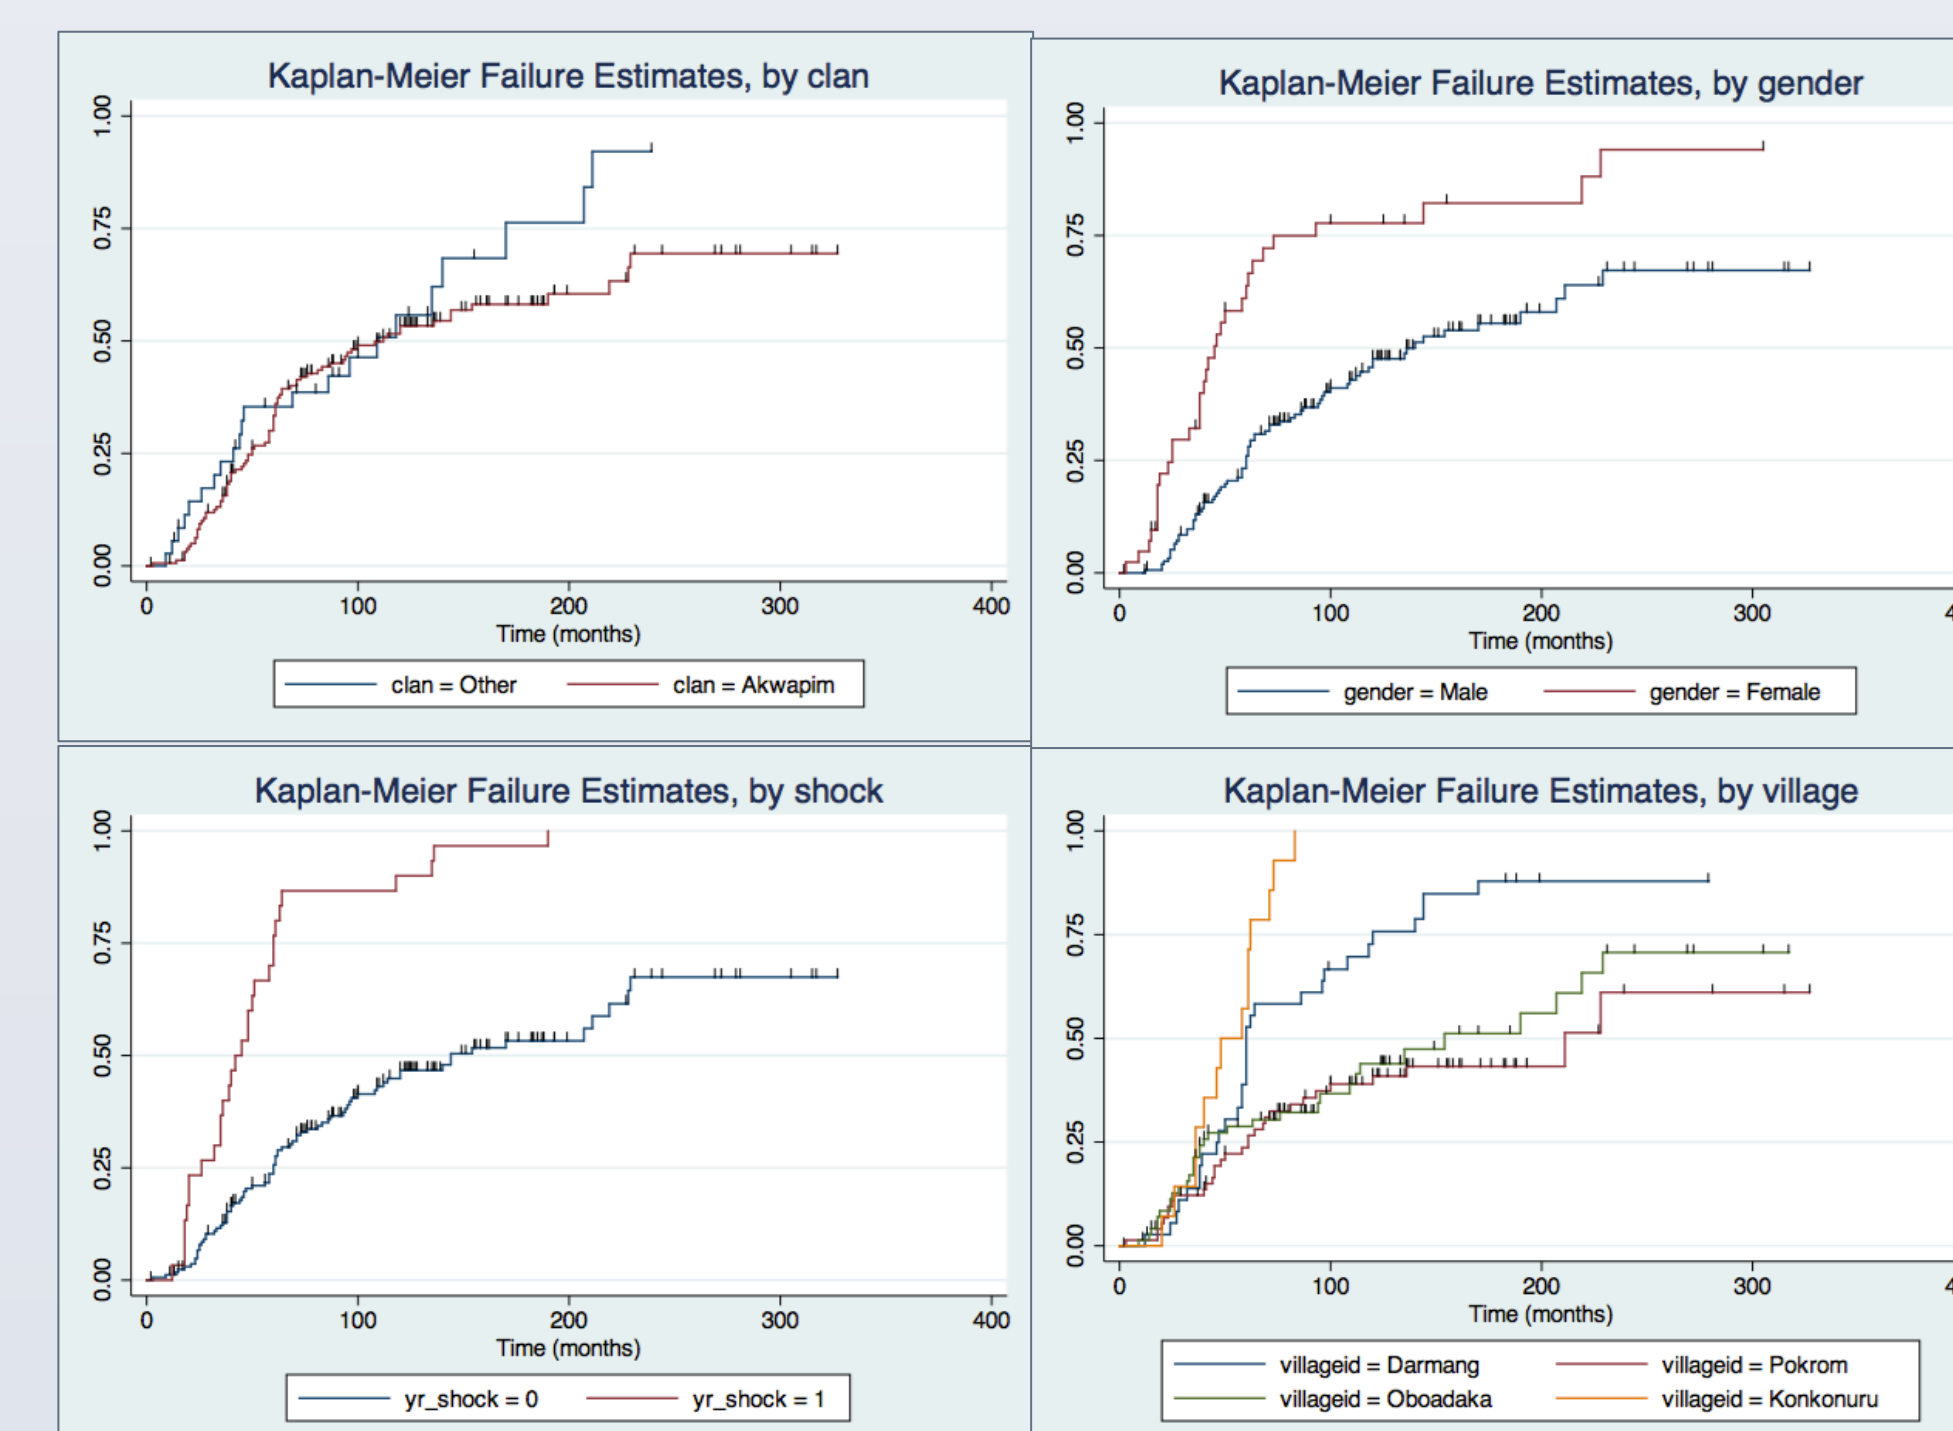 Kaplan-Meier Failure Estimates, by clan
1.00
0.75
0.50
0.25
0.00
0 100 200 300 400
Time (months)
clan = Other clan = Akwapim
Kaplan-Meier Failure Estimates, by gender
1.00
0.75
0.50
0.25
0.00
0 100 200 300 4
Time (months)
gender = Male gender = Female
Kaplan-Meier Failure Estimates, by shock
1.00
0.75
0.50
0.25
0.00
0 100 200 300 400
Time (months)
yr_shock = 0 yr_shock = 1
Kaplan-Meier Failure Estimates, by village
1.00
0.75
0.50
0.25
0.00
0 100 200 300 4
Time (months)
villageid = Darmang villageid = Pokrom
villageid = Oboadaka villageid = Konkonuru